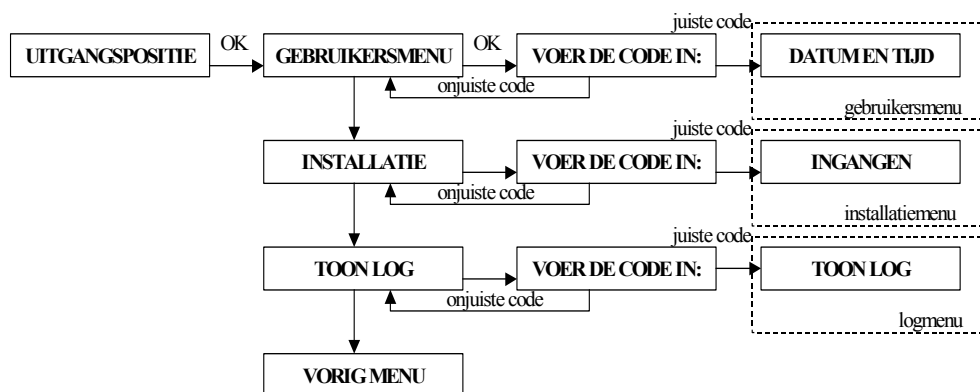 juiste code
OK
OK
UITGANGSPOSITIE
GEBRUIKERSMENU
VOER DE CODE IN:
DATUM EN TIJD
onjuiste code
gebruikersmenu
juiste code
INSTALLATIE
VOER DE CODE IN:
INGANGEN
onjuiste code
installatiemenu
juiste code
TOON LOG
VOER DE CODE IN:
TOON LOG
onjuiste code
logmenu
VORIG MENU